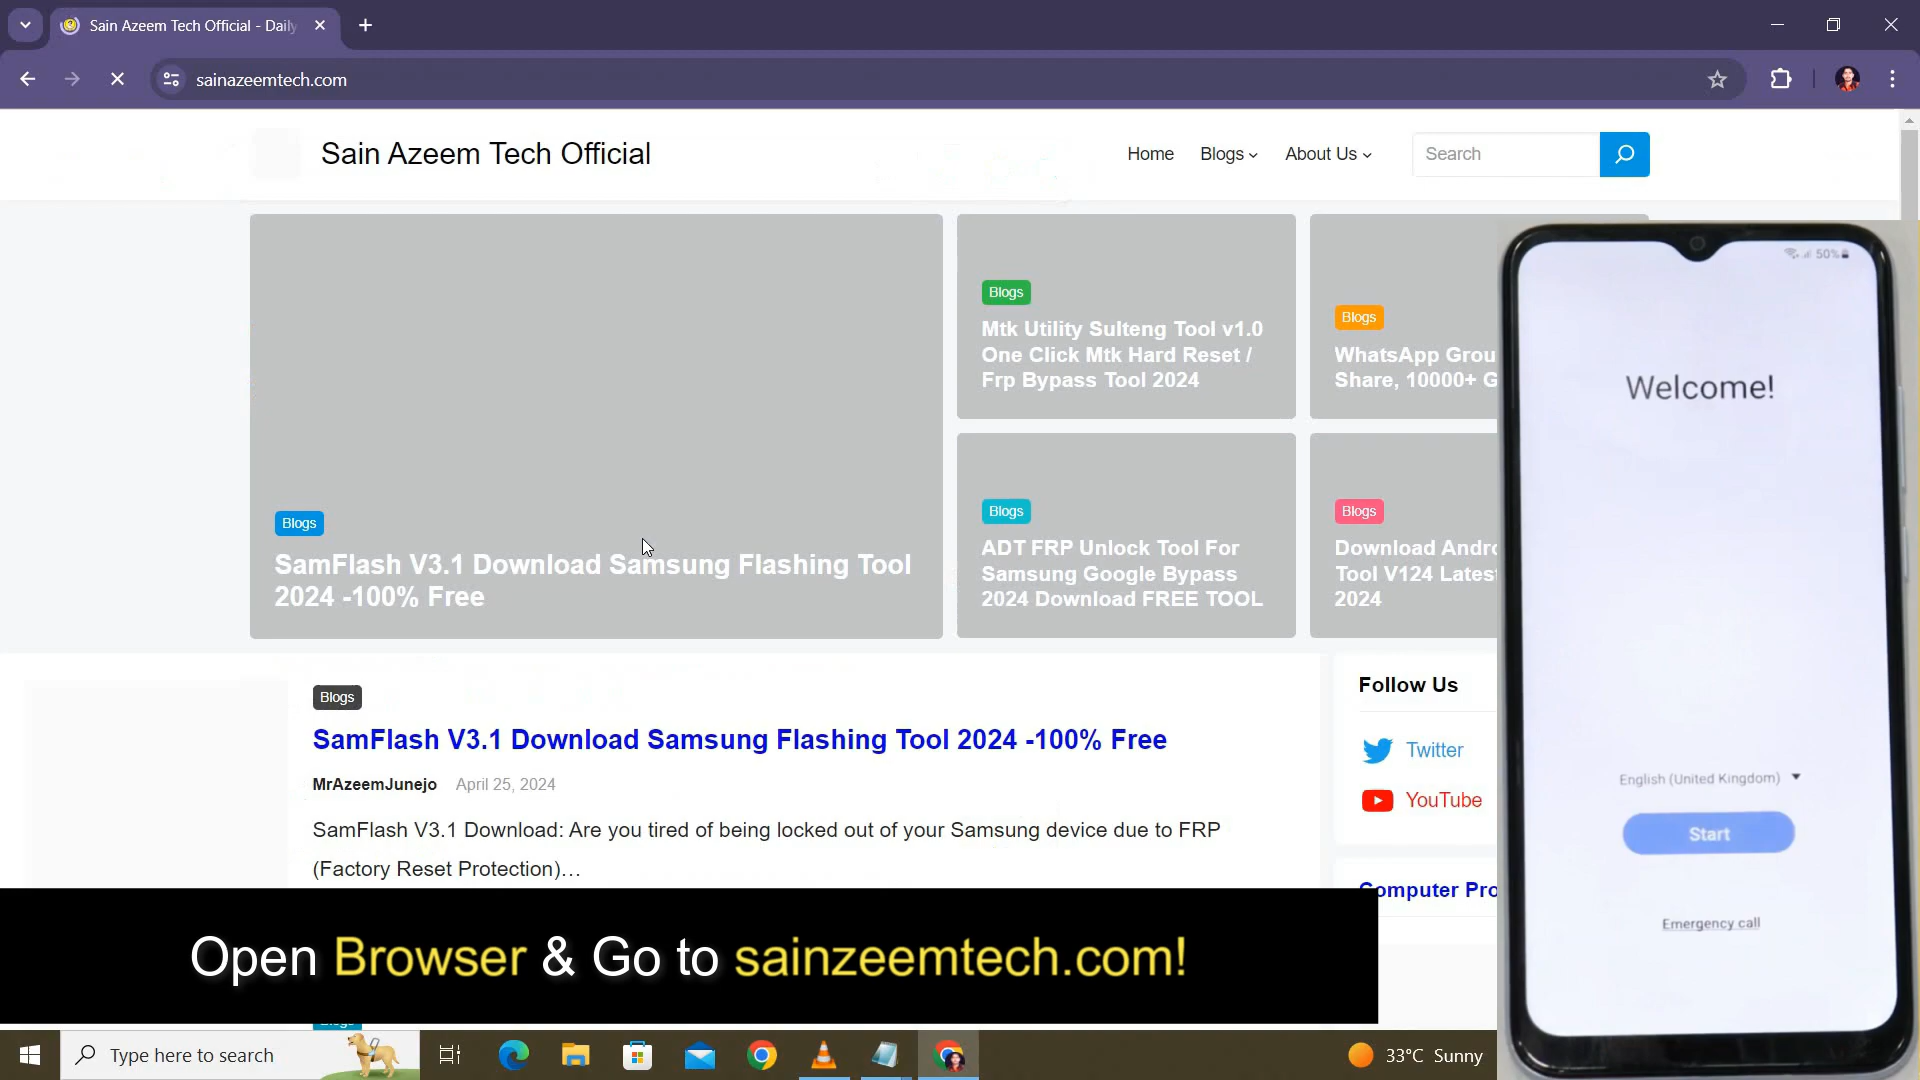 Sain Azeem Tech Official - Daily
sainazeemtech.com
Sain Azeem Tech Official
Home Blogs About Us Search
Blogs
SamFlash V3.1 Download Samsung Flashing Tool
2024 -100% Free
Blogs
Mtk Utility Sulteng Tool v1.0
One Click Mtk Hard Reset /
Frp Bypass Tool 2024
Blogs
WhatsApp Grou
Share, 10000+ G
Blogs
ADT FRP Unlock Tool For
Samsung Google Bypass
2024 Download FREE TOOL
Blogs
Download Andro
Tool V124 Latest
2024
Blogs
SamFlash V3.1 Download Samsung Flashing Tool 2024 -100% Free
MrAzeemJunejo April 25, 2024
SamFlash V3.1 Download: Are you tired of being locked out of your Samsung device due to FRP
(Factory Reset Protection)…
Follow Us
Twitter
YouTube
Computer Pro
50%
Welcome!
English (United Kingdom)
Start
Emergency call
Open Browser & Go to sainzeemtech.com!
Blogs
Type here to search
33°C Sunny